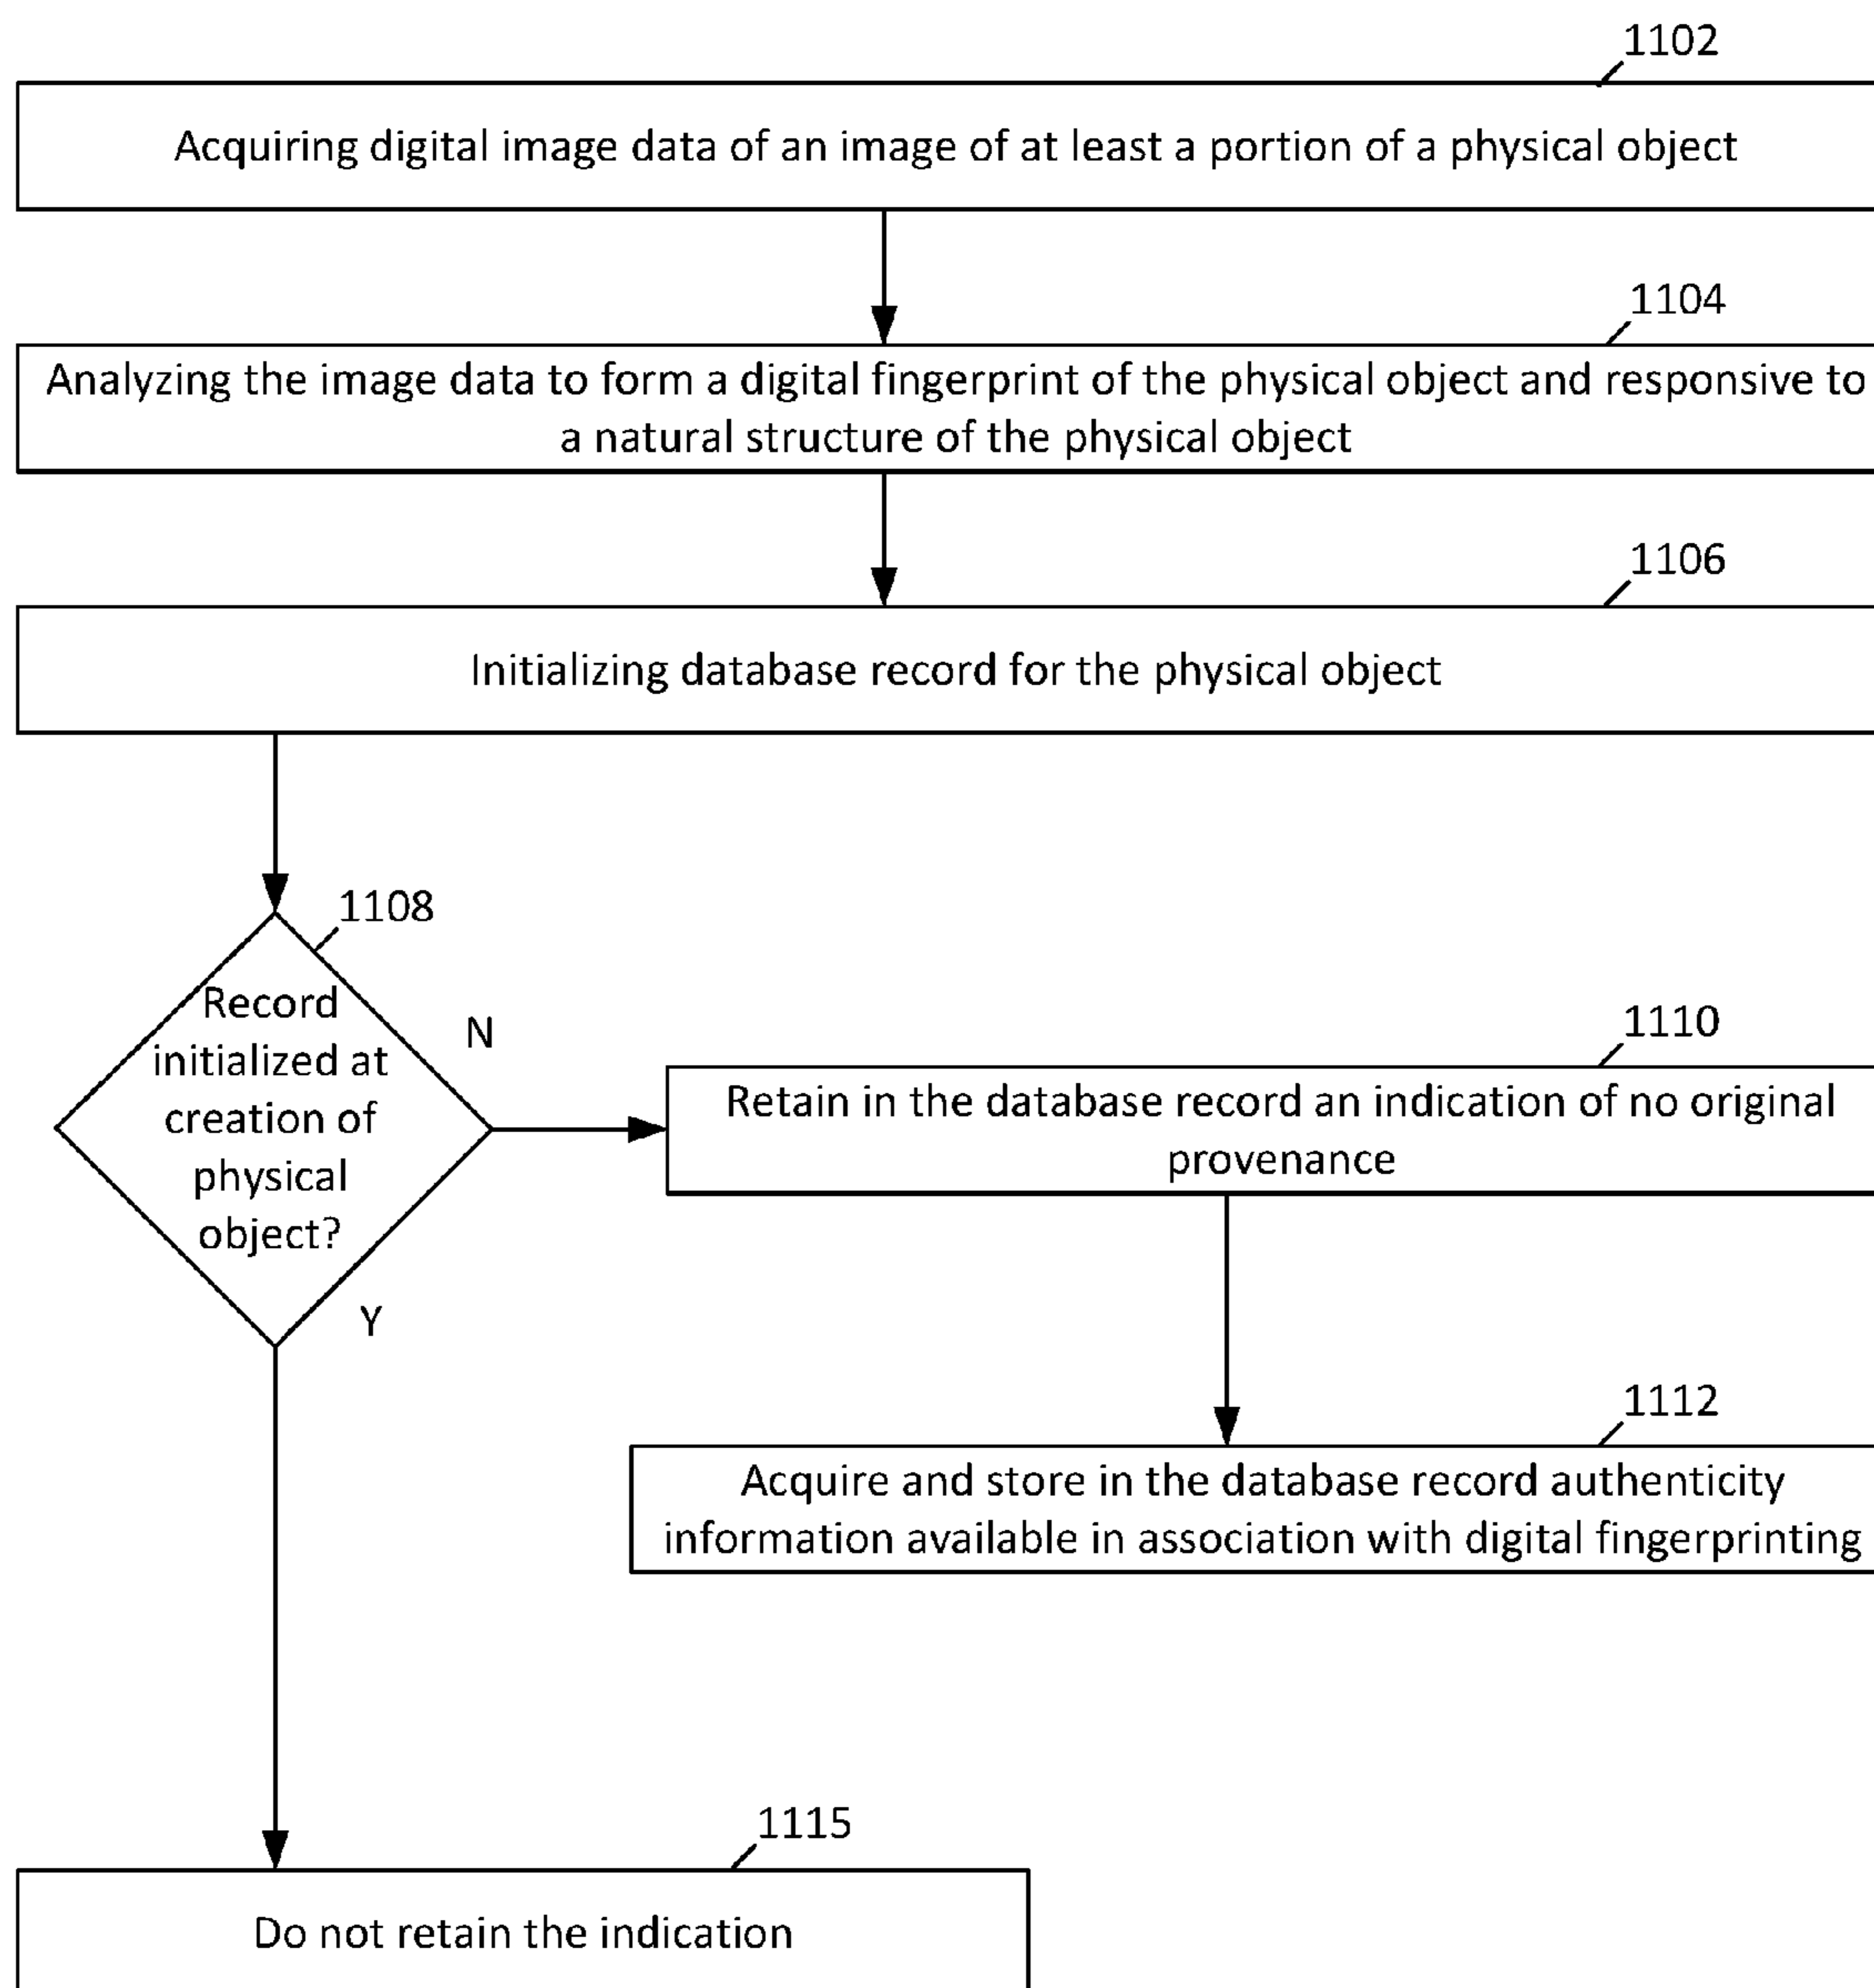 1102
Acquiring digital image data of an image of at least a portion of a physical object
1104
Analyzing the image data to form a digital fingerprint of the physical object and responsive to
a natural structure of the physical object
1106
Initializing database record for the physical object
1108
Record
initialized at
creation of
physical
object?
N
Y
1110
Retain in the database record an indication of no original
provenance
1112
Acquire and store in the database record authenticity
information available in association with digital fingerprinting
1115
Do not retain the indication